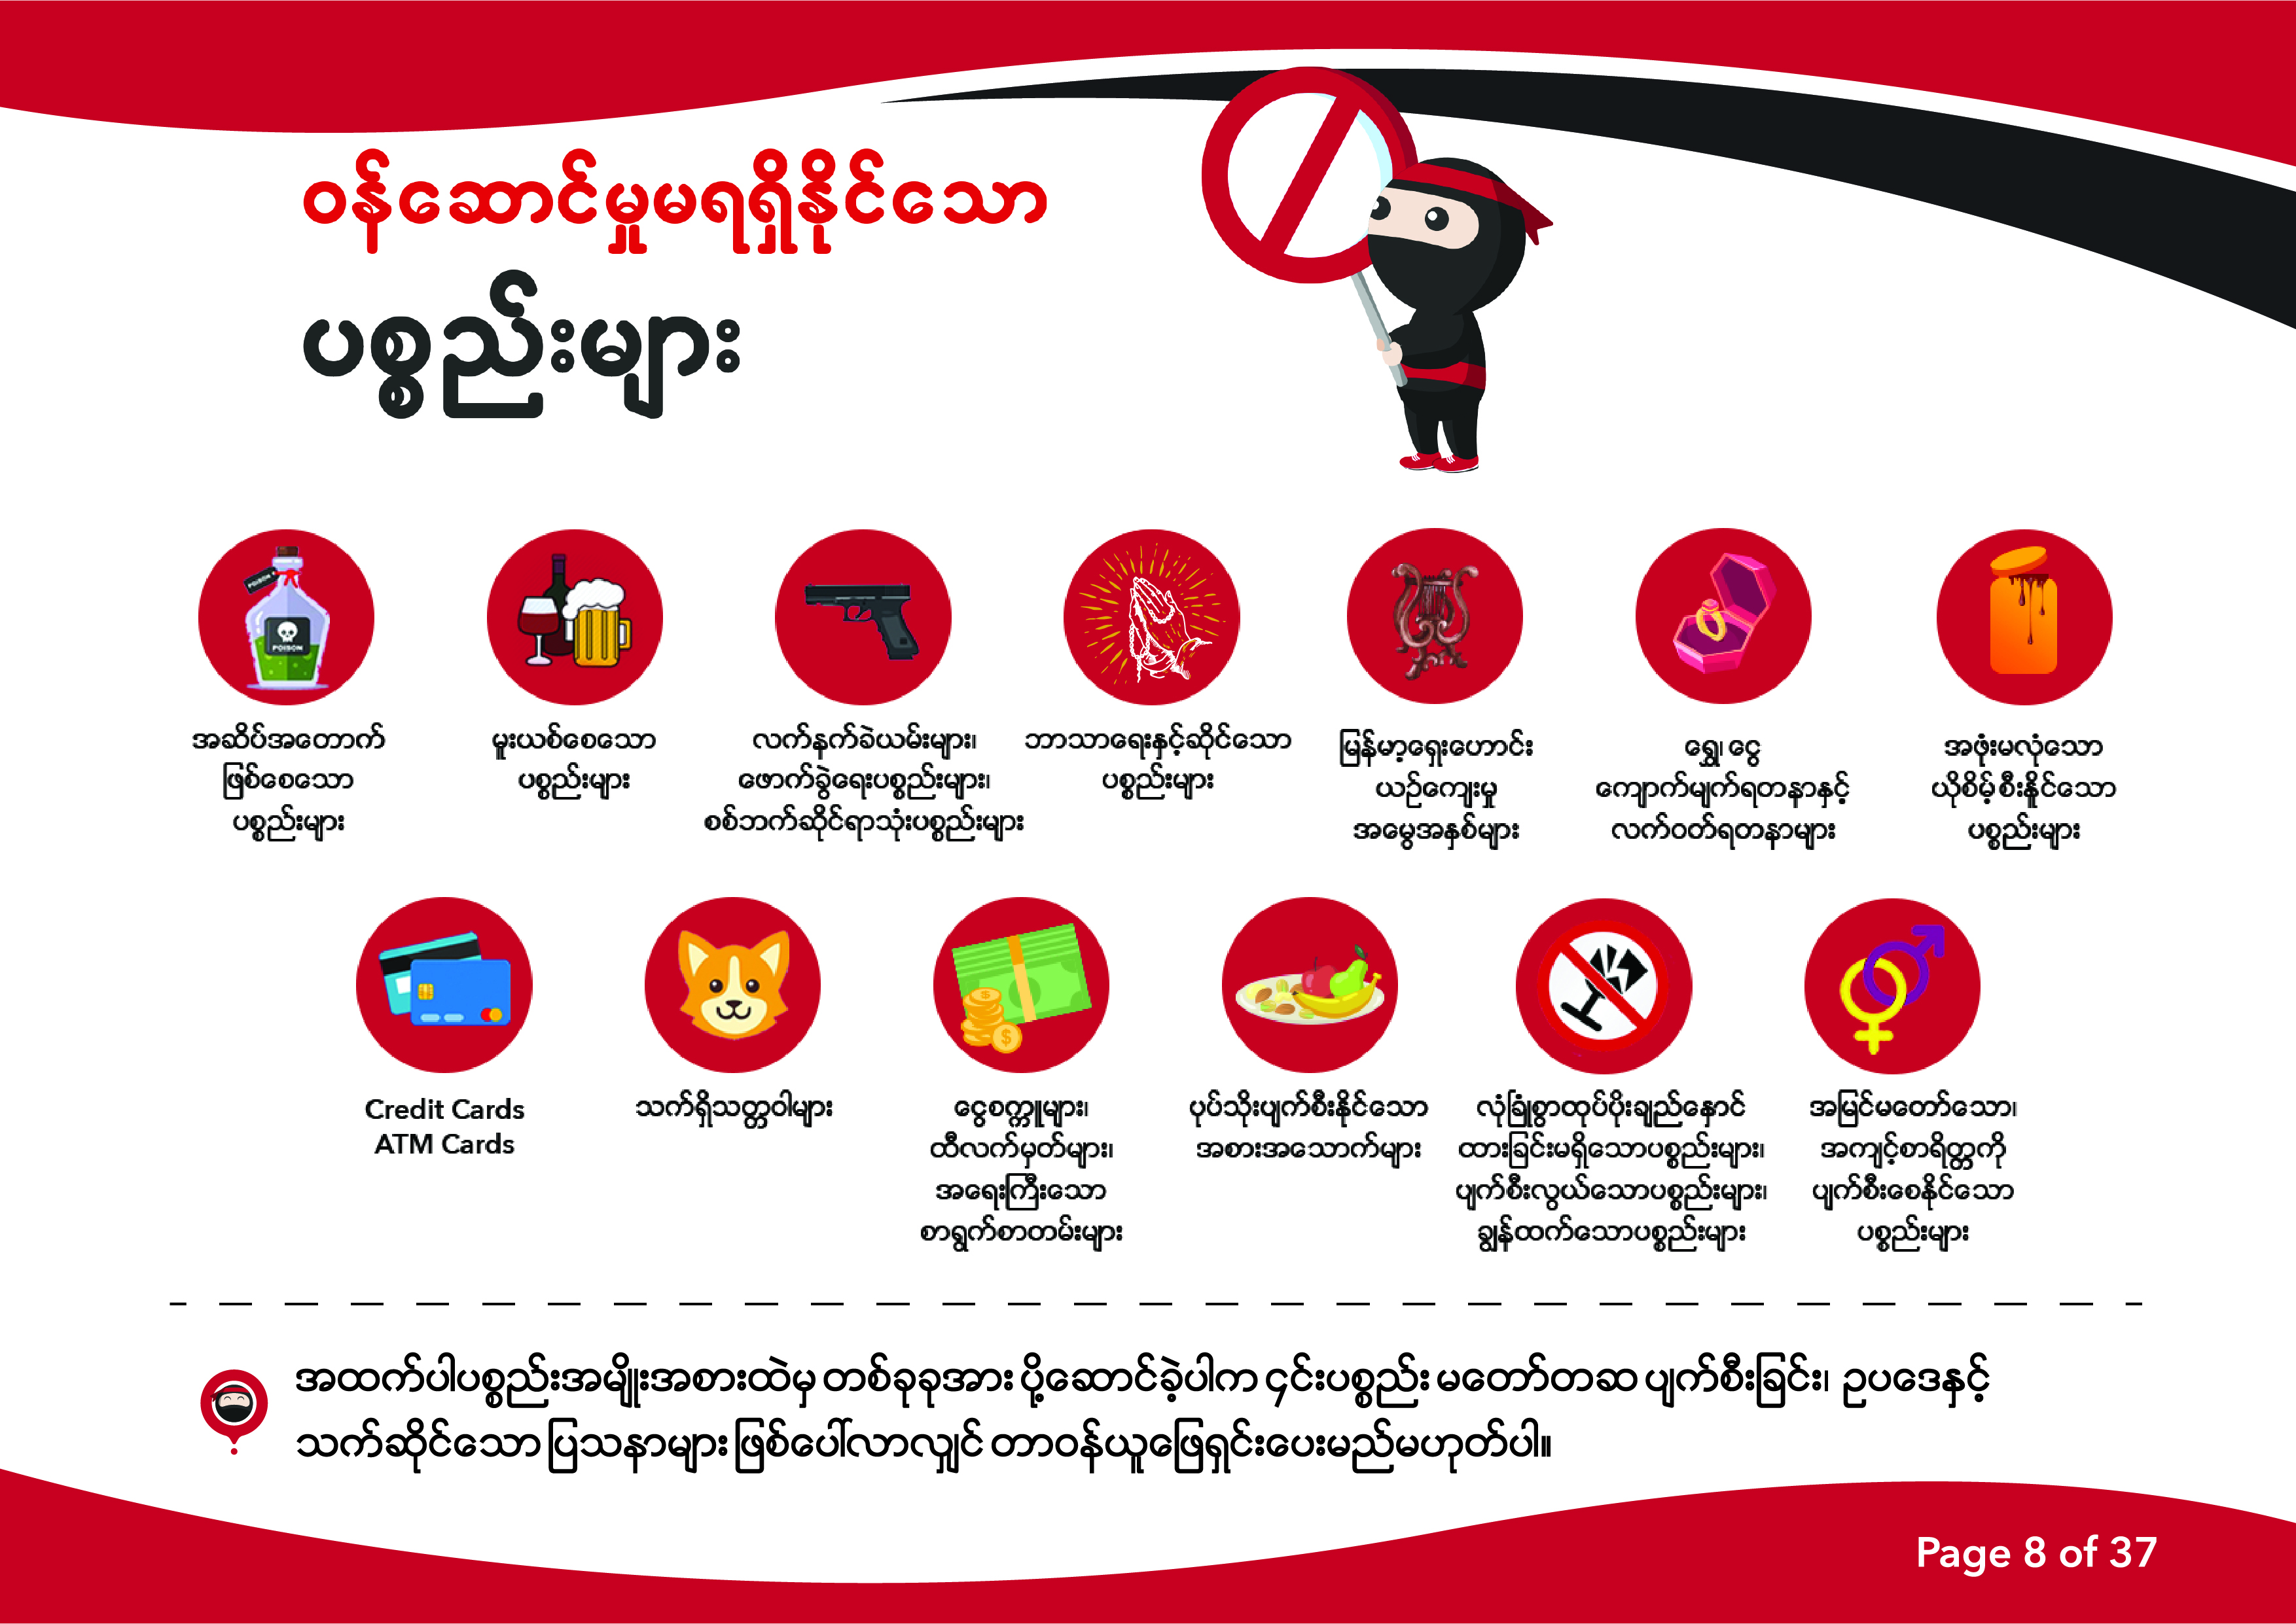 ဝန်ဆောင်မှုမရရှိနိုင်သော
ပစ္စည်းများ
POISON
POISON
အဆိပ်အတောက်
ဖြစ်စေသော
ပစ္စည်းများ
မူးယစ်စေသော
ပစ္စည်းများ
လက်နက်ခဲယမ်းများ၊
ဖောက်ခွဲရေးပစ္စည်းများ၊
စစ်ဘက်ဆိုင်ရာသုံးပစ္စည်းများ
ဘာသာရေးနှင့်ဆိုင်သော
ပစ္စည်းများ
မြန်မာ့ရှေးဟောင်း
ယဉ်ကျေးမှု
အမွေအနှစ်များ
ရွှေ၊ ငွေ
ကျောက်မျက်ရတနာနှင့်
လက်ဝတ်ရတနာများ
အဖုံးမလုံသော
ယိုစိမ့်စီးနိူင်သော
ပစ္စည်းများ
Credit Cards
ATM Cards
သက်ရှိသတ္တဝါများ
ငွေစက္ကူများ၊
ထီလက်မှတ်များ၊
အရေးကြီးသော
စာရွက်စာတမ်းများ
ပုပ်သိုးပျက်စီးနိုင်သော
အစားအသောက်များ
လုံခြုံစွာထုပ်ပိုးချည်နှောင်
ထားခြင်းမရှိသောပစ္စည်းများ၊
ပျက်စီးလွယ်သောပစ္စည်းများ၊
ချွန်ထက်သောပစ္စည်းများ
အမြင်မတော်သော၊
အကျင့်စာရိတ္တကို
ပျက်စီးစေနိုင်သော
ပစ္စည်းများ
အထက်ပါပစ္စည်းအမျိုးအစားထဲမှ တစ်ခုခုအား ပို့ဆောင်ခဲ့ပါက ၄င်းပစ္စည်း မတော်တဆ ပျက်စီးခြင်း၊ ဥပဒေနှင့်
သက်ဆိုင်သော ပြသနာများ ဖြစ်ပေါ်လာလျှင် တာဝန်ယူဖြေရှင်းပေးမည်မဟုတ်ပါ။
Page 8 of 37